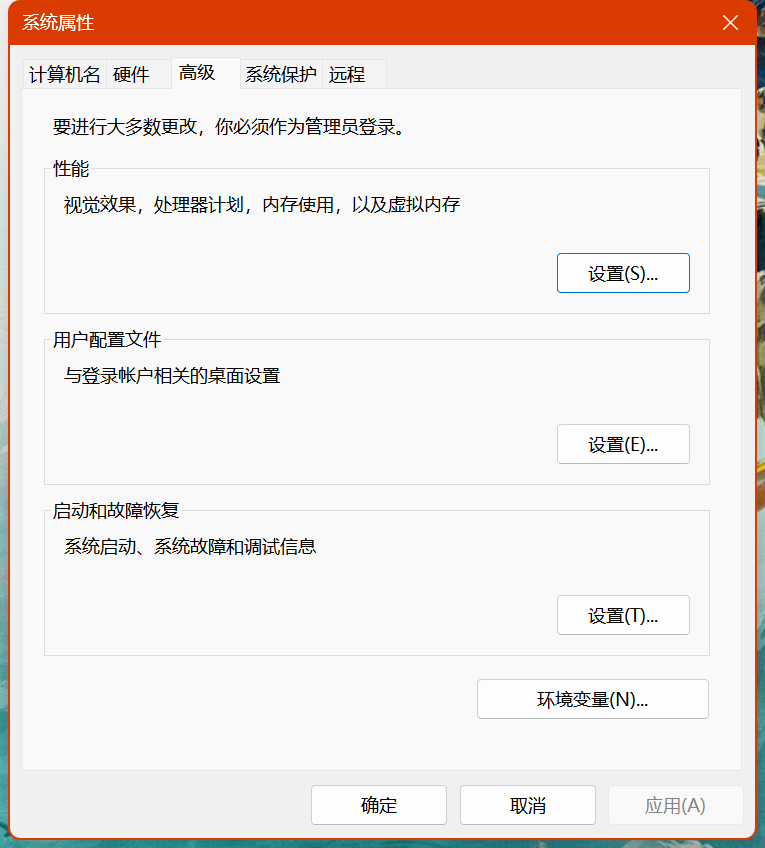 系统属性
计算机名 硬件 高级 系统保护 远程
要进行大多数更改，你必须作为管理员登录。
性能
视觉效果，处理器计划，内存使用，以及虚拟内存
设置(S)...
用户配置文件
与登录帐户相关的桌面设置
设置(E)...
启动和故障恢复
系统启动、系统故障和调试信息
设置(T)...
环境变量(N)...
确定 取消 应用(A)